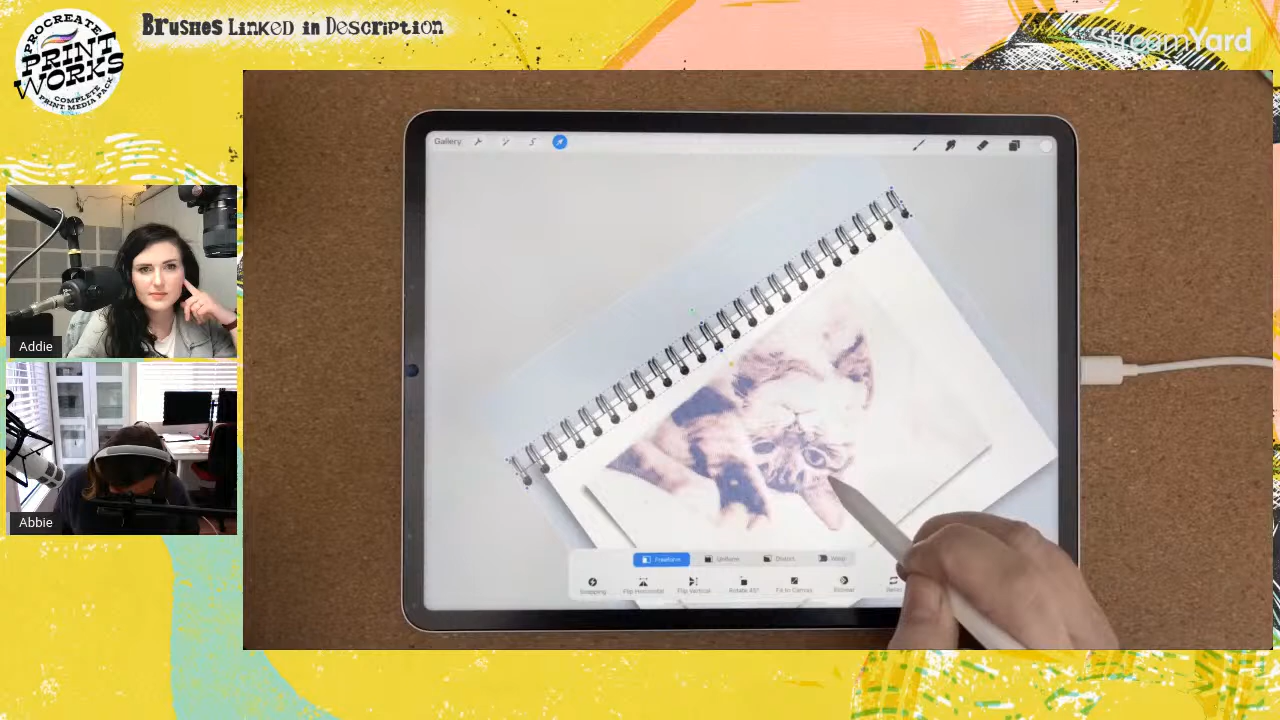 PROCREATE
PRINT
WORKS
COMPLETE
PRINT MEDIA PACK
Brushes Linked in Description
StreamYard
Gallery
Addie
Abbie
Freeform
Uniform
Distort
Warp
Snapping
Flip Horizontal
Flip Vertical
Rotate 45°
Fit to Canvas
Bilinear
Reset